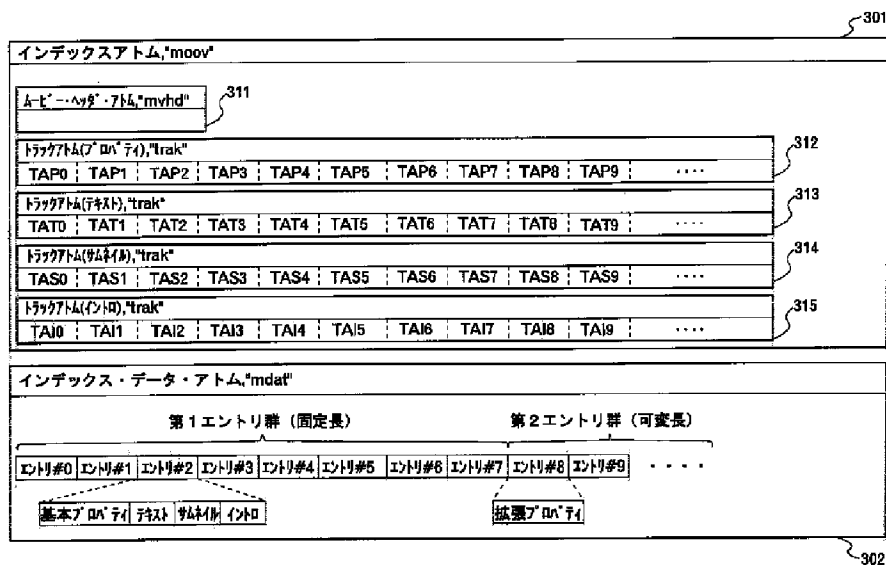 301
インデックスアトム,"moov"
ムービー・ヘッダ・アトム,"mvhd"
311
トラックアトム(プロパティ),"trak"
312
TAP0 TAP1 TAP2 TAP3 TAP4 TAP5 TAP6 TAP7 TAP8 TAP9 ....
トラックアトム(テキスト),"trak"
313
TAT0 TAT1 TAT2 TAT3 TAT4 TAT5 TAT6 TAT7 TAT8 TAT9 ....
トラックアトム(サムネイル),"trak"
314
TAS0 TAS1 TAS2 TAS3 TAS4 TAS5 TAS6 TAS7 TAS8 TAS9 ....
トラックアトム(イントロ),"trak"
315
TAI0 TAI1 TAI2 TAI3 TAI4 TAI5 TAI6 TAI7 TAI8 TAI9 ....
インデックス・データ・アトム,"mdat"
第1エントリ群（固定長） 第2エントリ群（可変長）
エントリ#0 エントリ#1 エントリ#2 エントリ#3 エントリ#4 エントリ#5 エントリ#6 エントリ#7 エントリ#8 エントリ#9 ....
基本プロパティ テキスト サムネイル イントロ 拡張プロパティ
302